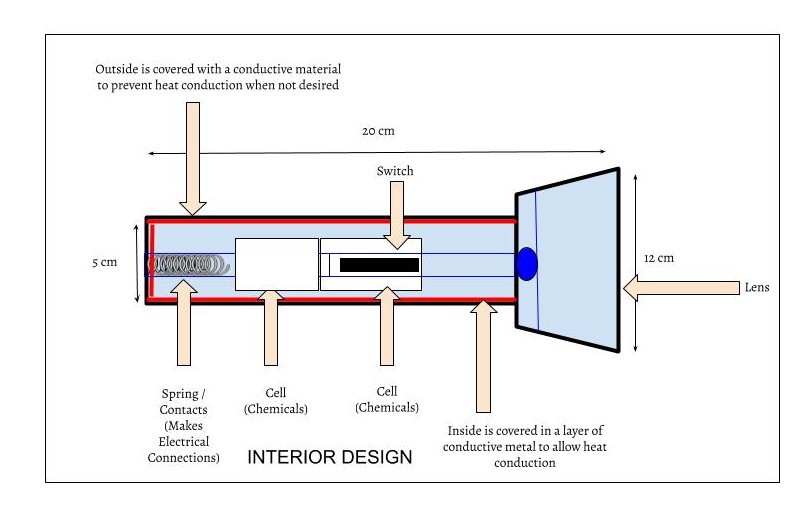 Outside is covered with a conductive material
to prevent heat conduction when not desired
20 cm
Switch
5 cm
12 cm
Lens
Spring /
Contacts
(Makes
Electrical
Connections)
Cell
(Chemicals)
Cell
(Chemicals)
Inside is covered in a layer of
conductive metal to allow heat
conduction
INTERIOR DESIGN